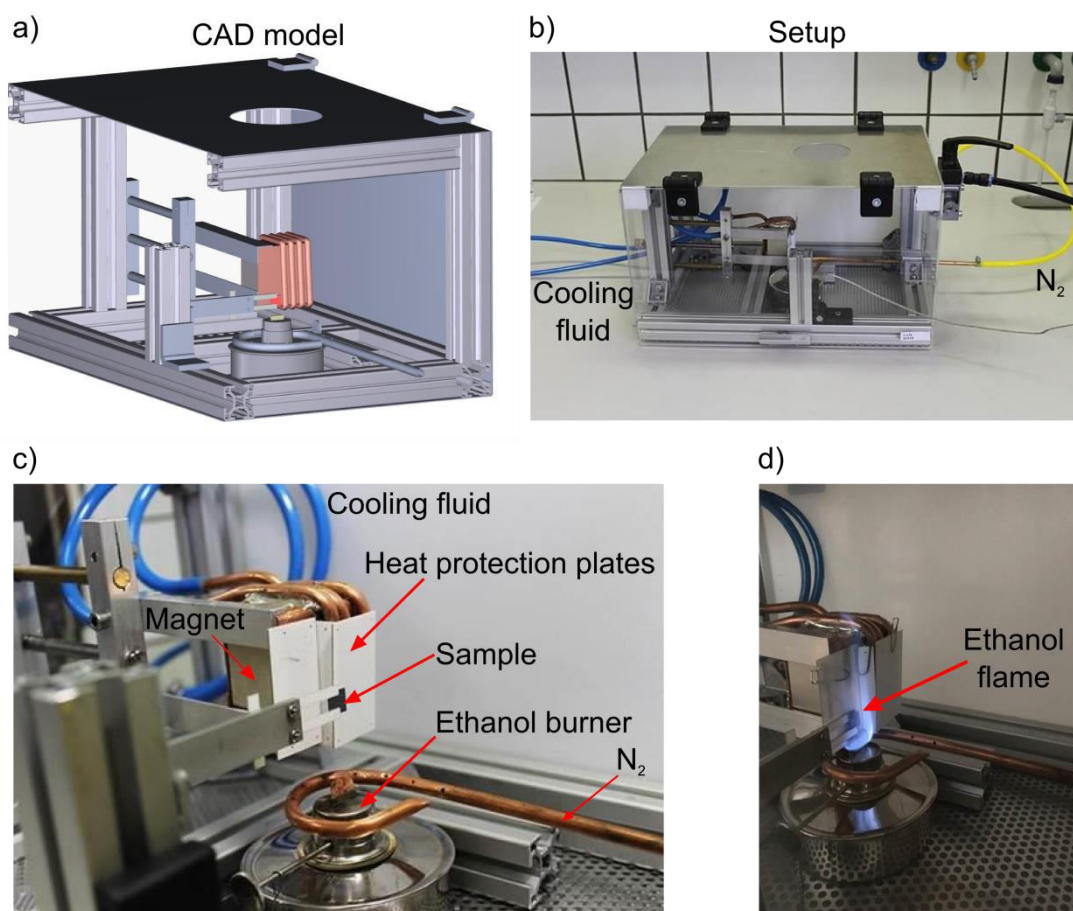 a)
CAD model
b)
Setup
Cooling
fluid
N₂
c)
Cooling fluid
Heat protection plates
Magnet
Sample
Ethanol burner
N₂
d)
Ethanol
flame